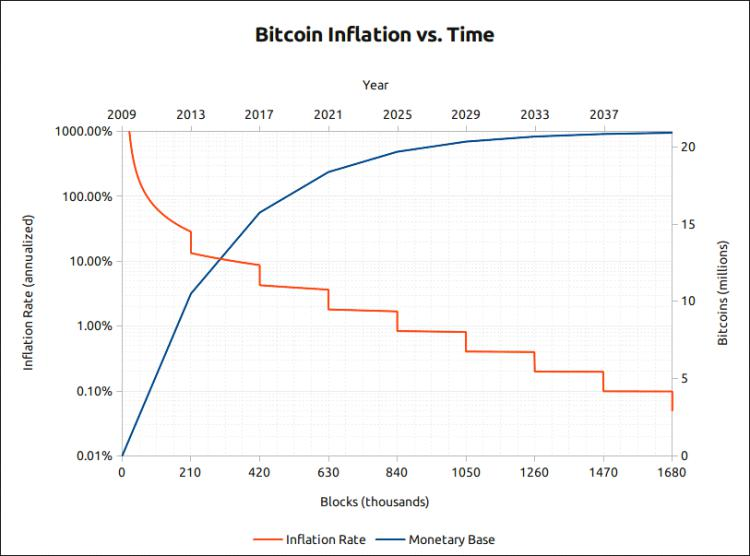 Bitcoin Inflation vs. Time
Year
2009 2013 2017 2021 2025 2029 2033 2037
1000.00%
100.00%
10.00%
1.00%
0.10%
0.01%
Inflation Rate (annualized)
20
15
10
5
0
Bitcoins (millions)
0 210 420 630 840 1050 1260 1470 1680
Blocks (thousands)
Inflation Rate Monetary Base